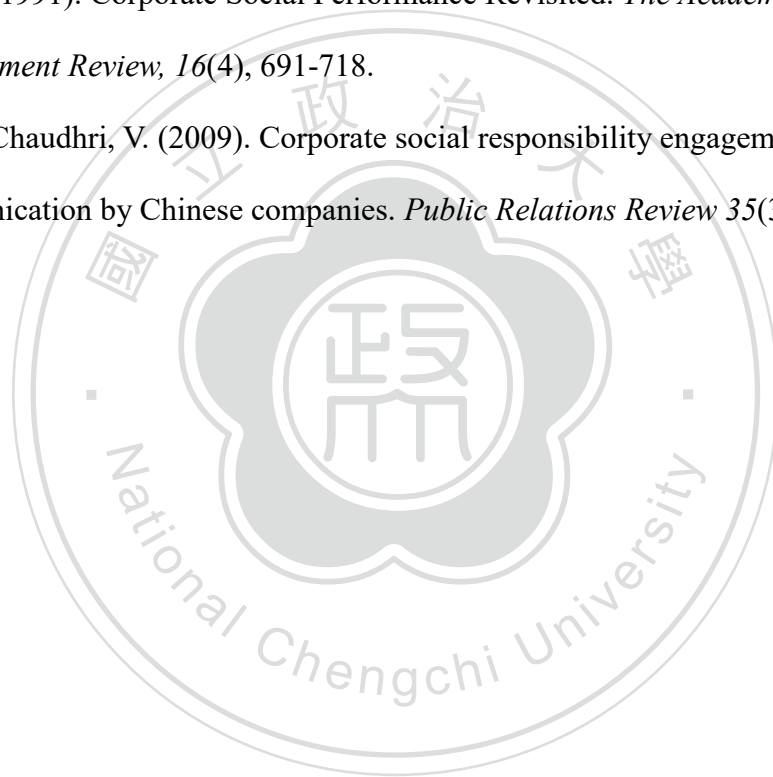 1991). Corporate Social Performance Revisited. The Academ
ment Review, 16(4), 691-718.
Chaudhri, V. (2009). Corporate social responsibility engagem
nication by Chinese companies. Public Relations Review 35(3
國立政治大學
National Chengchi University